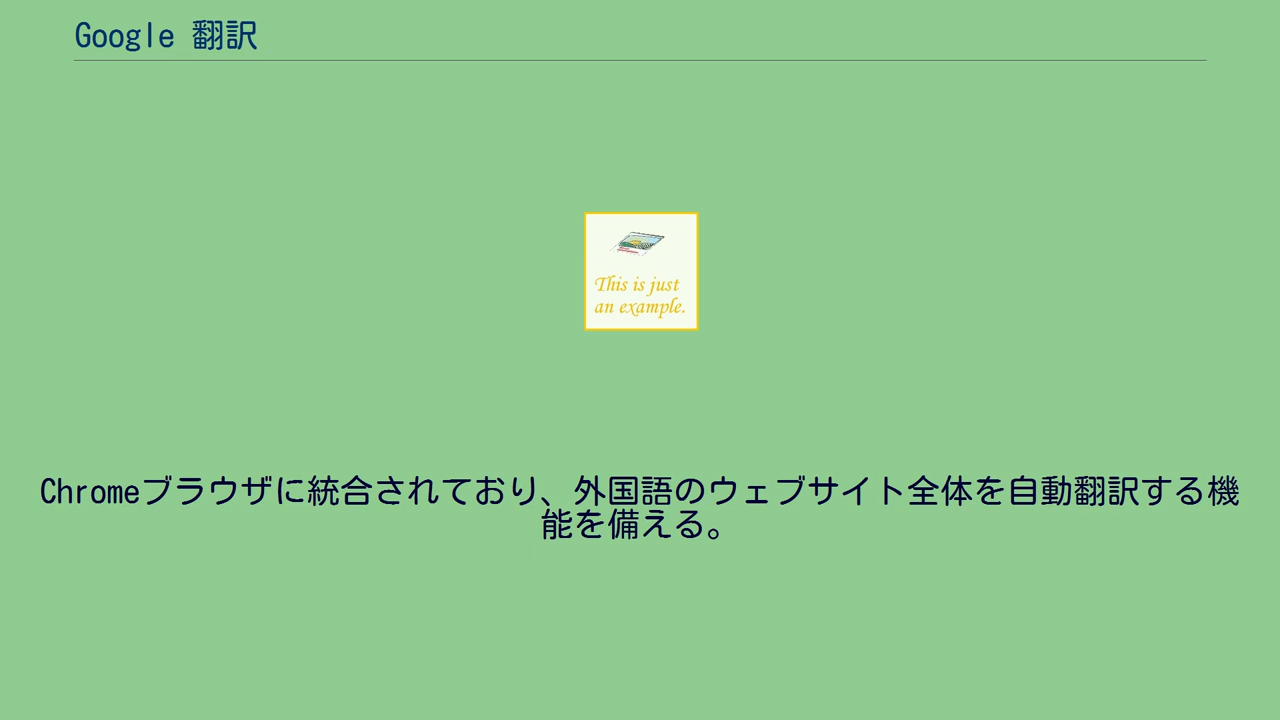 Google 翻訳
This is just
an example.
Chromeブラウザに統合されており、外国語のウェブサイト全体を自動翻訳する機
能を備える。